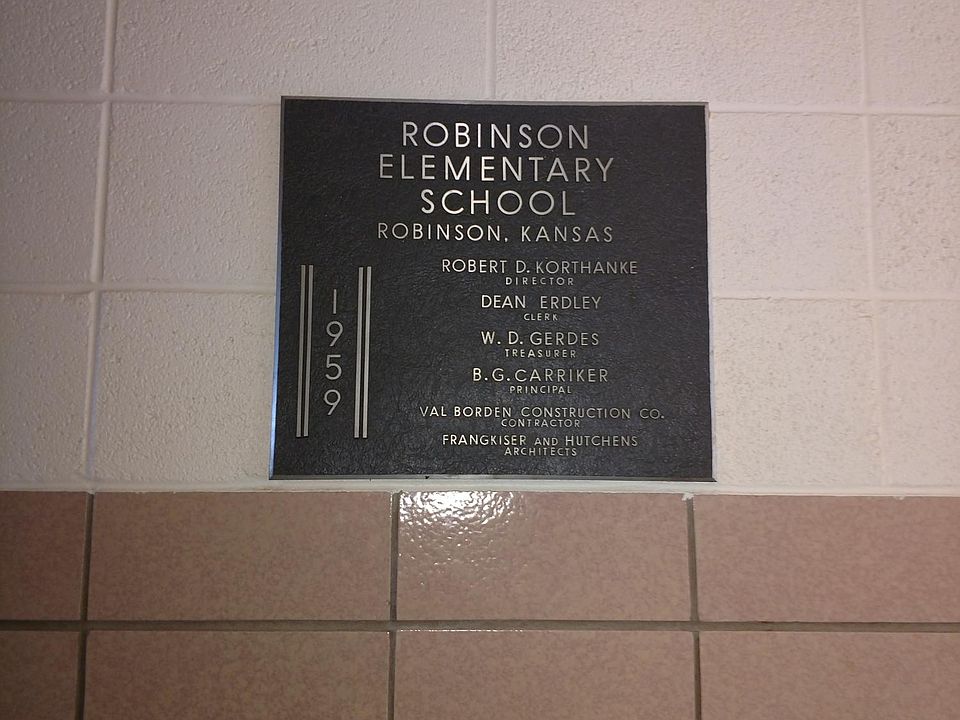 ROBINSON
ELEMENTARY
SCHOOL
ROBINSON, KANSAS
ROBERT D. KORTHANKE
DIRECTOR
DEAN ERDLEY
CLERK
W. D. GERDES
TREASURER
B. G. CARRIKER
PRINCIPAL
VAL BORDEN CONSTRUCTION CO.
CONTRACTOR
FRANGKISER AND HUTCHENS
ARCHITECTS
1959